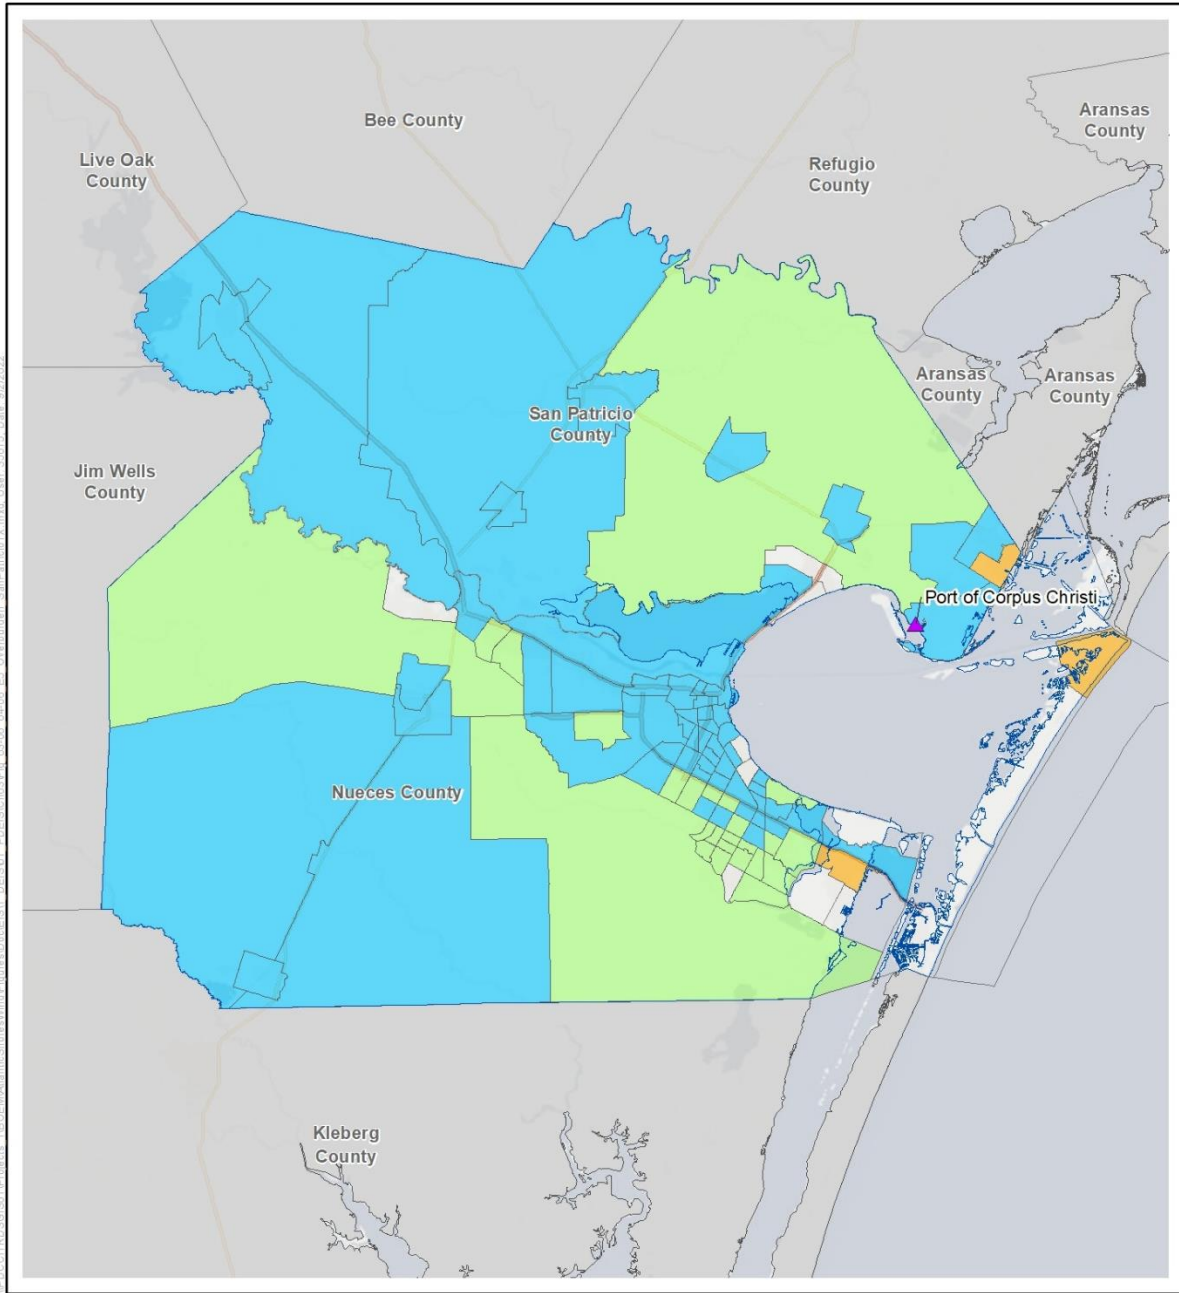 Aransas
County
Bee County
Live Oak
County
Refugio
County
Aransas
County
Aransas
County
San Patricio
County
Jim Wells
County
Port of Corpus Christi
Nueces County
Kleberg
County